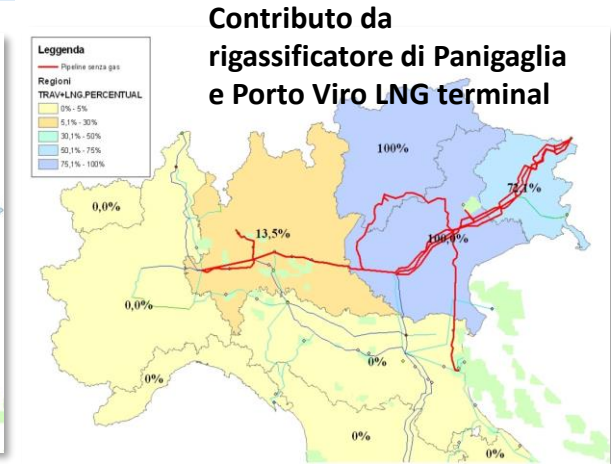 Contributo da
rigassificatore di Panigaglia
e Porto Viro LNG terminal
Leggenda
Pipeline senza gas
Regioni
TRAV+LNG.PERCENTUAL
0% - 5%
5,1% - 30%
30,1% - 50%
50,1% - 75%
75,1% - 100%
100%
72,1%
0,0%
13,5%
100,0%
0,0%
0%
0%
0%
0%
0%